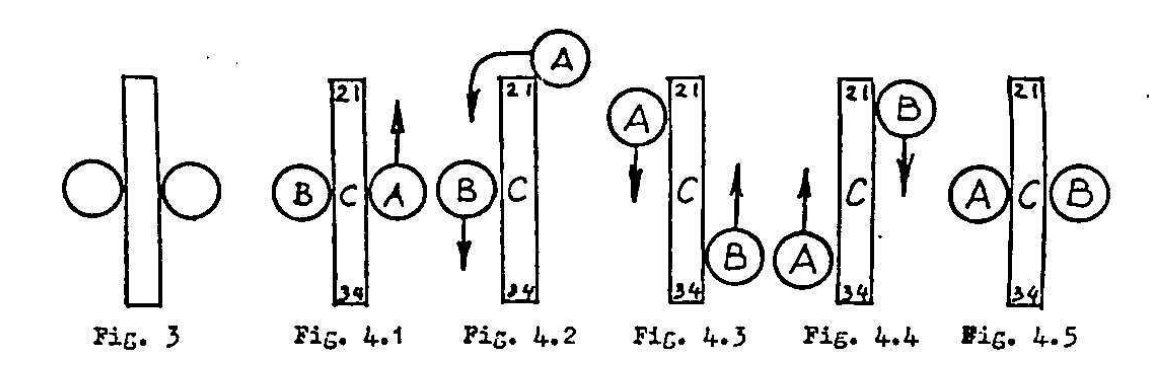 A
21 21 21 21 21
A B
B C A B C C C A C B
B A
34 34 34 34 34
Fig. 3 Fig. 4.1 Fig. 4.2 Fig. 4.3 Fig. 4.4 Fig. 4.5